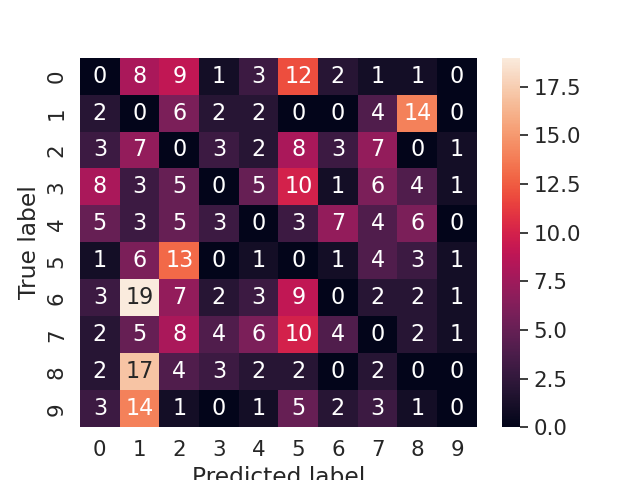 0 0 8 9 1 3 12 2 1 1 0
1 2 0 6 2 2 0 0 4 14 0
2 3 7 0 3 2 8 3 7 0 1
3 8 3 5 0 5 10 1 6 4 1
4 5 3 5 3 0 3 7 4 6 0
5 1 6 13 0 1 0 1 4 3 1
6 3 19 7 2 3 9 0 2 2 1
7 2 5 8 4 6 10 4 0 2 1
8 2 17 4 3 2 2 0 2 0 0
9 3 14 1 0 1 5 2 3 1 0
0 1 2 3 4 5 6 7 8 9
Predicted label
True label
17.5
15.0
12.5
10.0
7.5
5.0
2.5
0.0